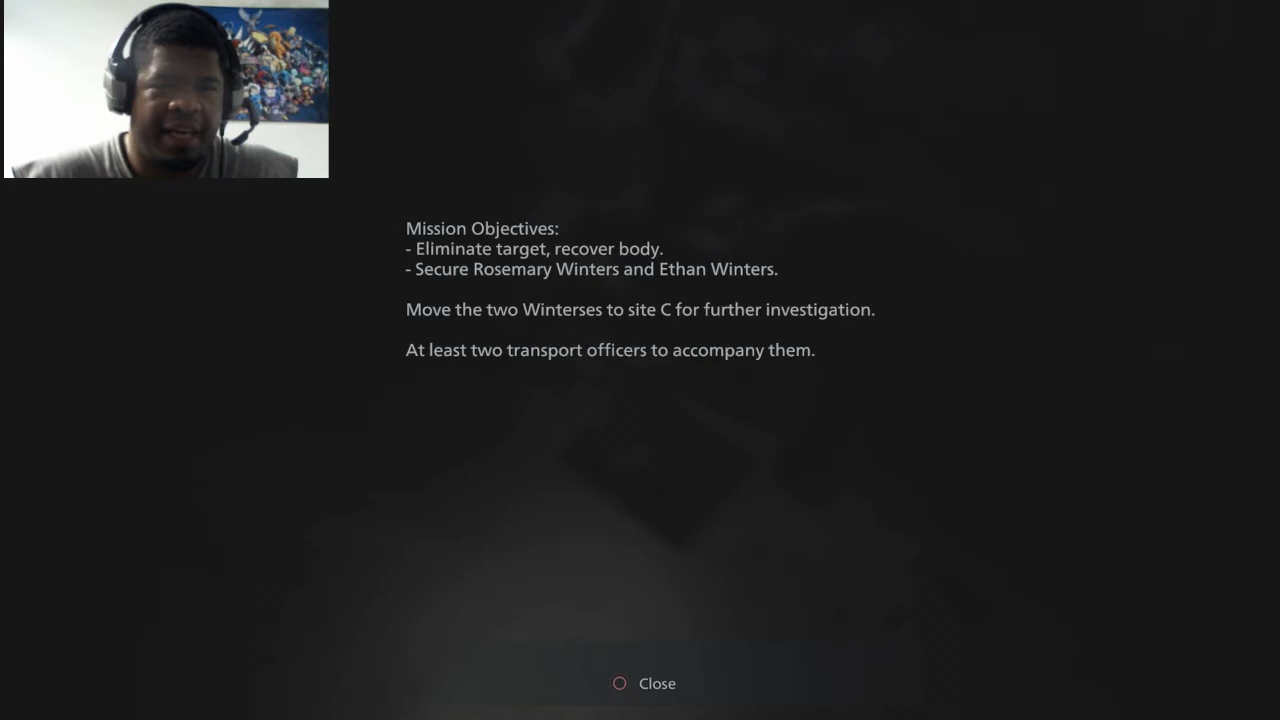 Mission Objectives:
- Eliminate target, recover body.
- Secure Rosemary Winters and Ethan Winters.
Move the two Winterses to site C for further investigation.
At least two transport officers to accompany them.
Close